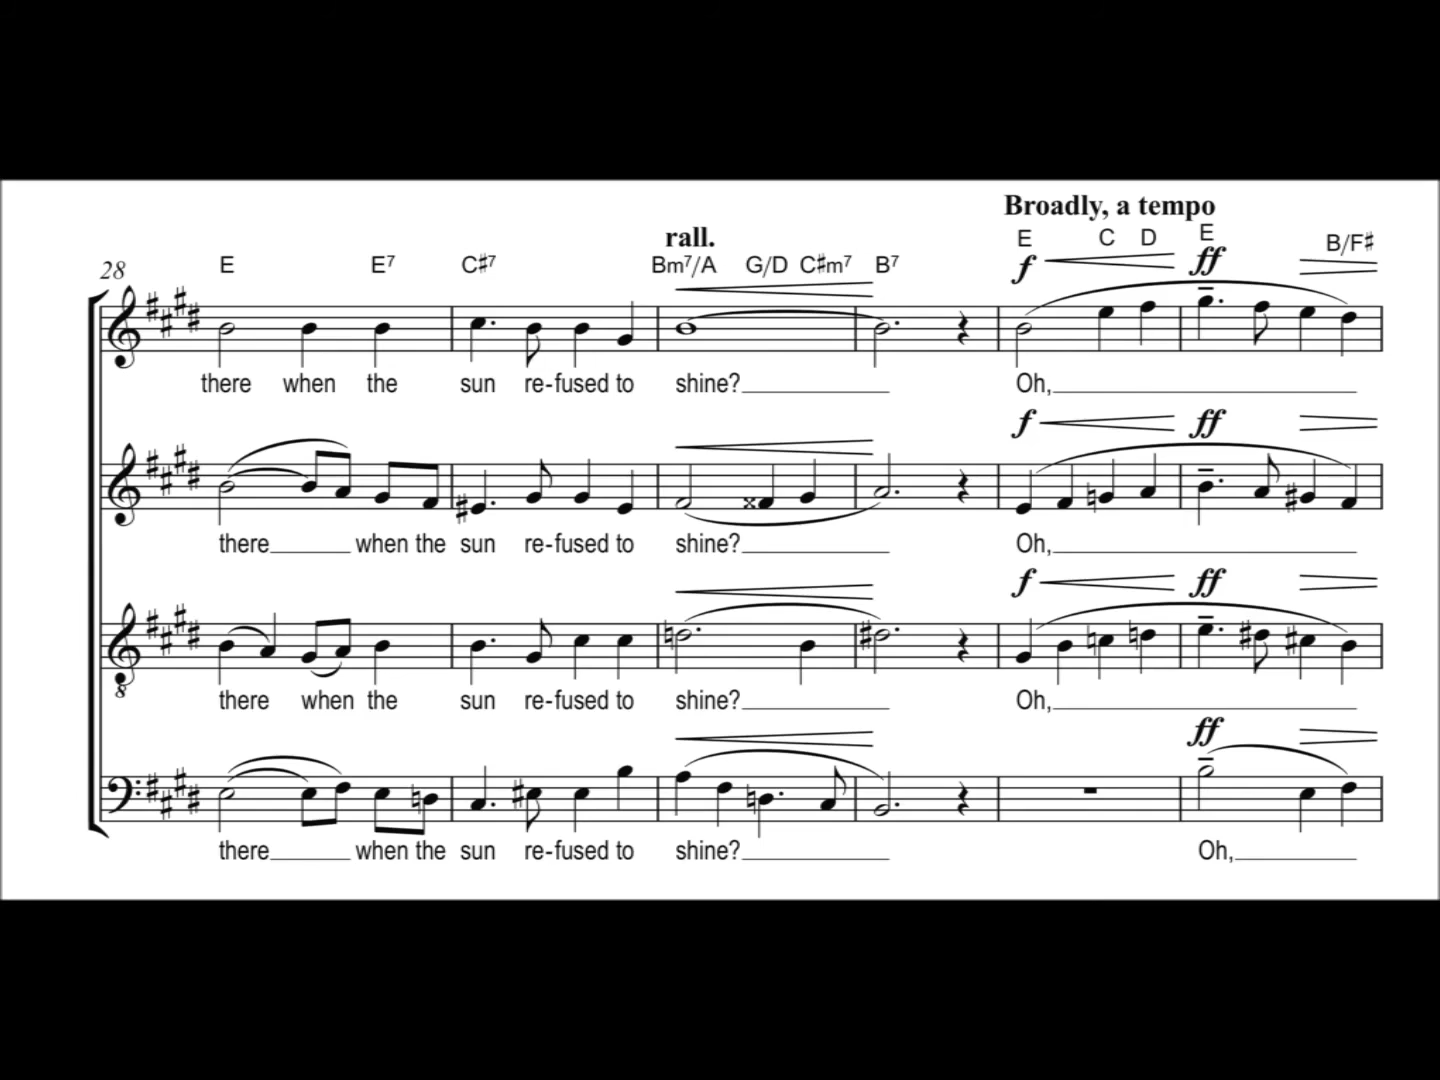 Broadly, a tempo
rall.
E C D E B/F♯
28 E E7 C♯7 Bm7/A G/D C♯m7 B7
f ff
there when the sun re-fused to shine? Oh,
f ff
there when the sun re-fused to shine? Oh,
f ff
8
there when the sun re-fused to shine? Oh,
ff
there when the sun re-fused to shine? Oh,